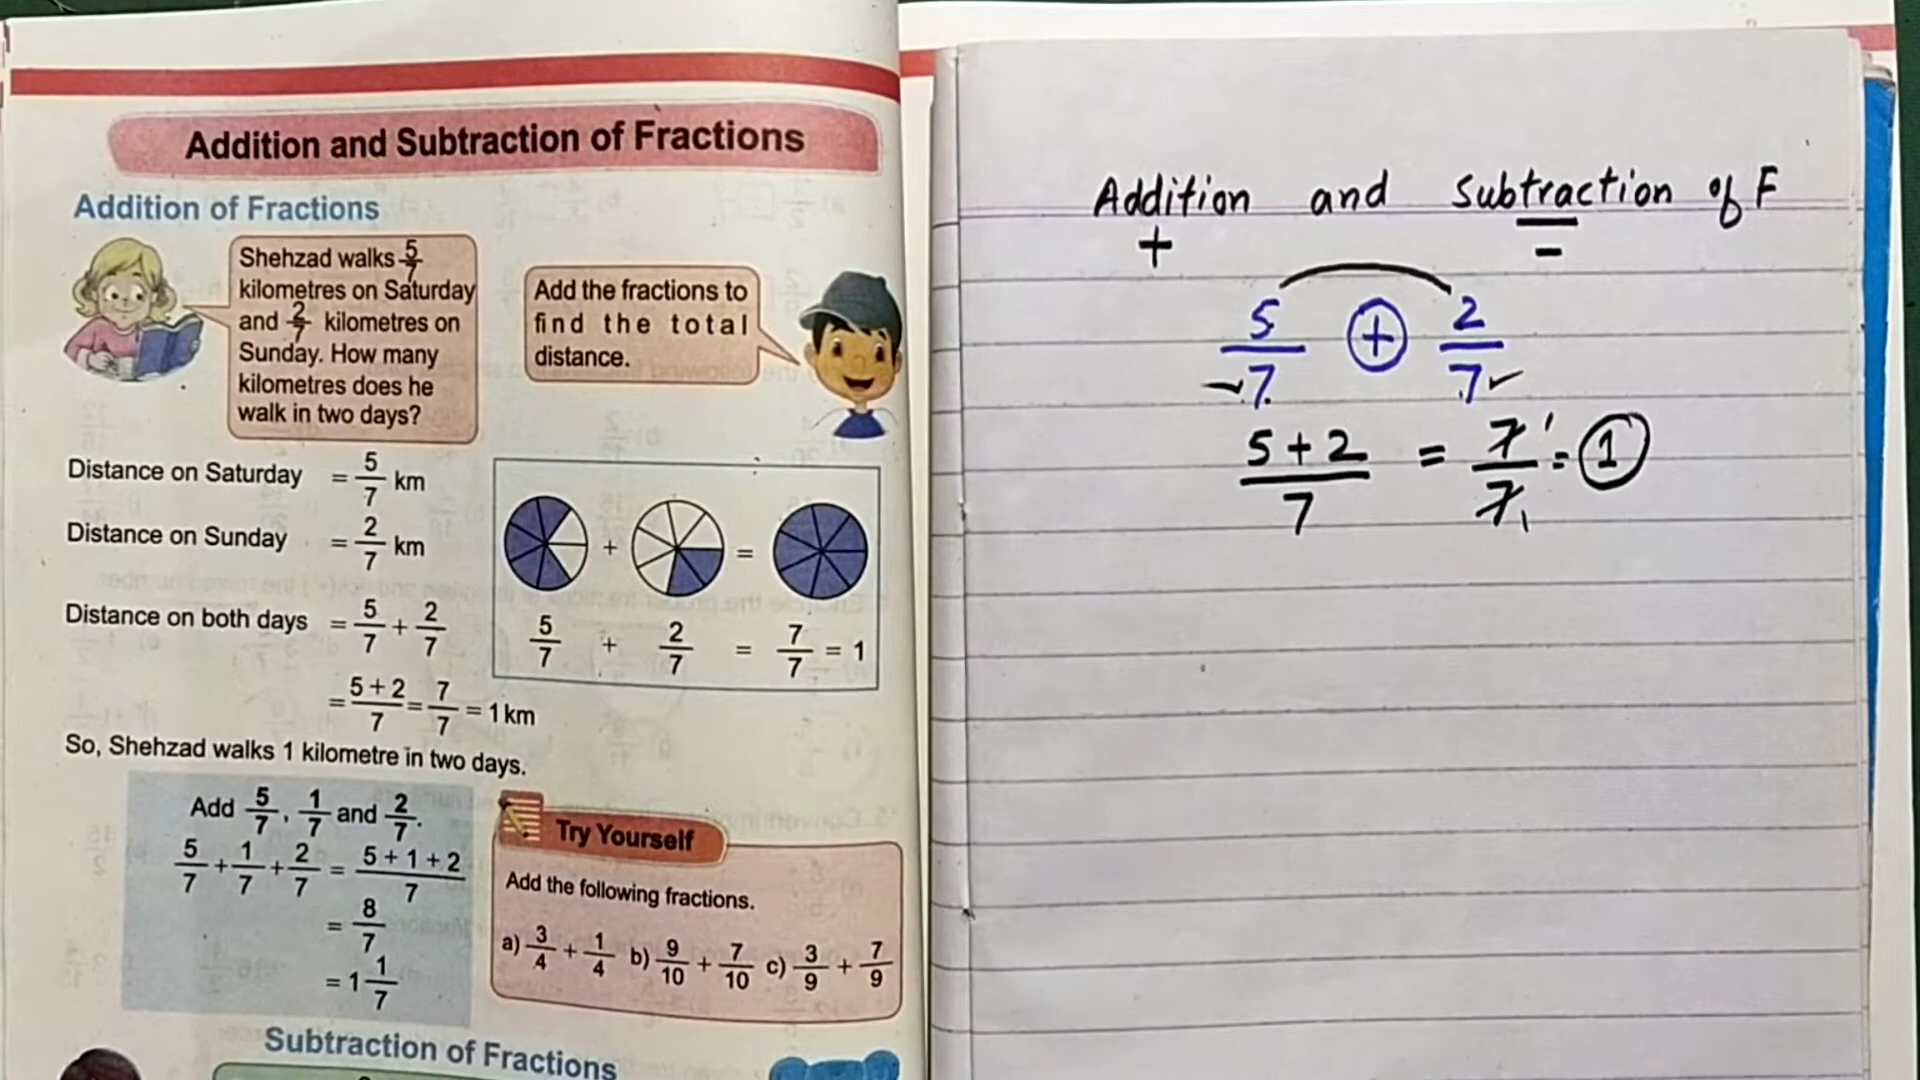 Addition and Subtraction of Fractions
Addition of Fractions
Shehzad walks 5/7
kilometres on Saturday
and 2/7 kilometres on
Sunday. How many
kilometres does he
walk in two days?
Add the fractions to
find the total
distance.
Distance on Saturday = 5/7 km
Distance on Sunday = 2/7 km
Distance on both days = 5/7 + 2/7
= 5+2/7 = 7/7 = 1 km
So, Shehzad walks 1 kilometre in two days.
+ =
5/7 + 2/7 = 7/7 = 1
Add 5/7, 1/7 and 2/7.
5/7 + 1/7 + 2/7 = 5+1+2/7
= 8/7
= 1 1/7
Try Yourself
Add the following fractions.
a) 3/4 + 1/4 b) 9/10 + 7/10 c) 3/9 + 7/9
Subtraction of Fractions
Addition and Subtraction of F
+ -
5/7 + 2/7
5+2/7 = 7/7 = 1